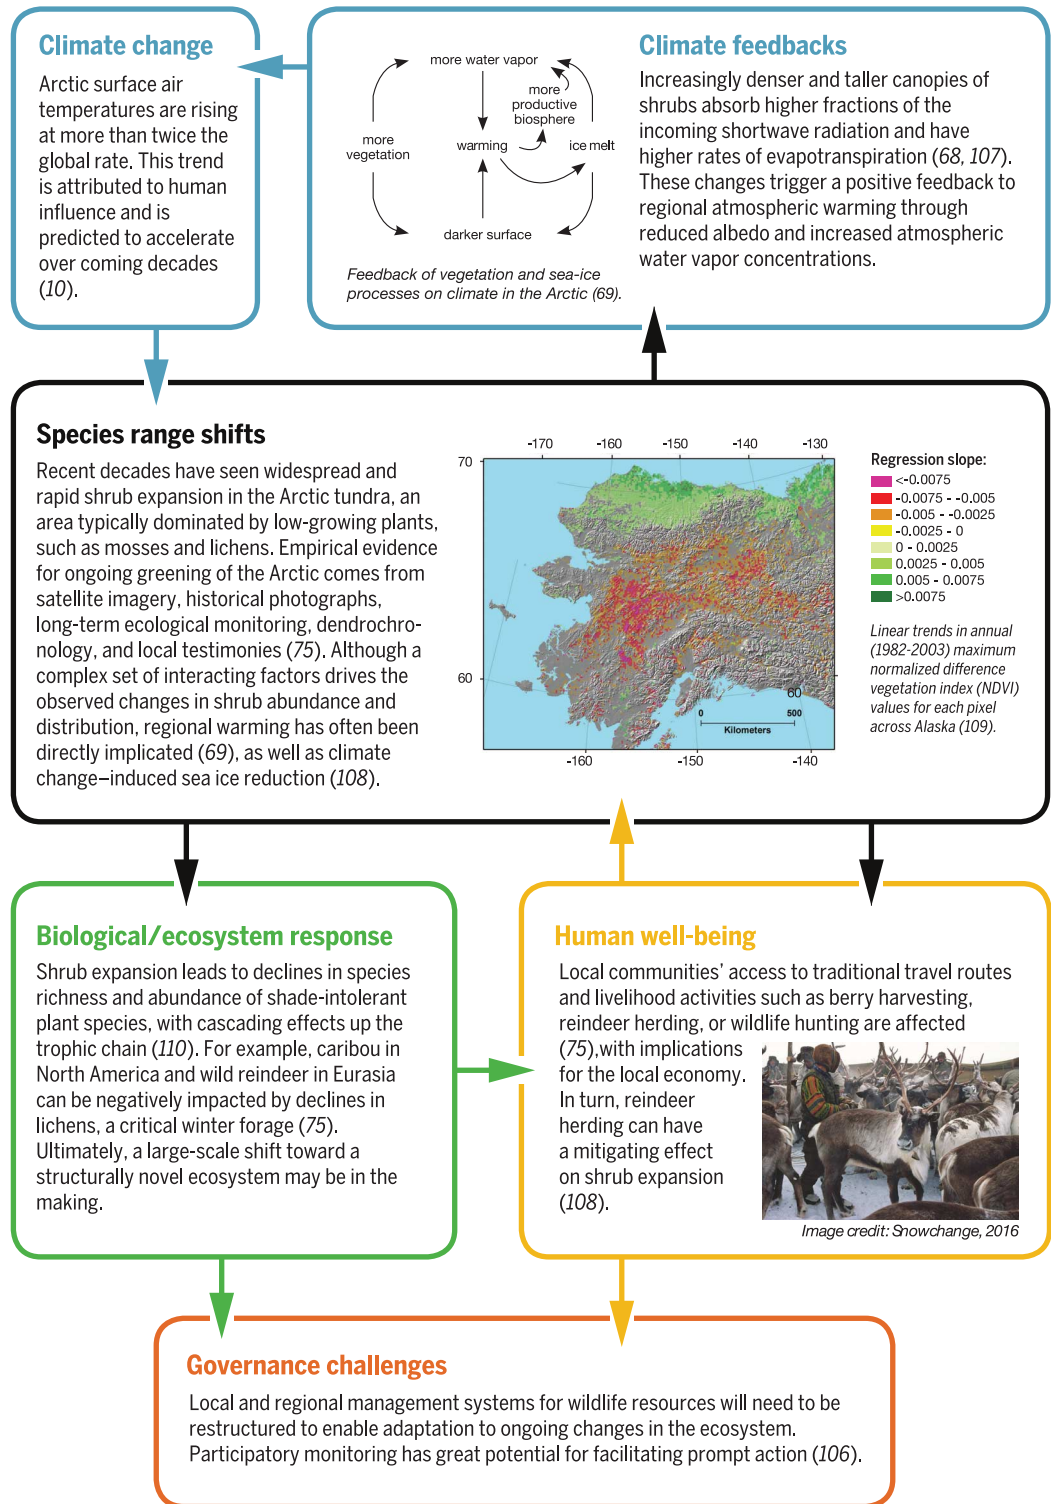 Climate change
Arctic surface air
temperatures are rising
at more than twice the
global rate. This trend
is attributed to human
influence and is
predicted to accelerate
over coming decades
(10).
more water vapor
more
productive
biosphere
more
vegetation
warming
ice melt
darker surface
Feedback of vegetation and sea-ice
processes on climate in the Arctic (69).
Climate feedbacks
Increasingly denser and taller canopies of
shrubs absorb higher fractions of the
incoming shortwave radiation and have
higher rates of evapotranspiration (68, 107).
These changes trigger a positive feedback to
regional atmospheric warming through
reduced albedo and increased atmospheric
water vapor concentrations.
Species range shifts
Recent decades have seen widespread and
rapid shrub expansion in the Arctic tundra, an
area typically dominated by low-growing plants,
such as mosses and lichens. Empirical evidence
for ongoing greening of the Arctic comes from
satellite imagery, historical photographs,
long-term ecological monitoring, dendrochro-
nology, and local testimonies (75). Although a
complex set of interacting factors drives the
observed changes in shrub abundance and
distribution, regional warming has often been
directly implicated (69), as well as climate
change–induced sea ice reduction (108).
-170 -160 -150 -140 -130
70
60
60
0 500
Kilometers
-160 -150 -140
Regression slope:
<-0.0075
-0.0075 - -0.005
-0.005 - -0.0025
-0.0025 - 0
0 - 0.0025
0.0025 - 0.005
0.005 - 0.0075
>0.0075
Linear trends in annual
(1982-2003) maximum
normalized difference
vegetation index (NDVI)
values for each pixel
across Alaska (109).
Biological/ecosystem response
Shrub expansion leads to declines in species
richness and abundance of shade-intolerant
plant species, with cascading effects up the
trophic chain (110). For example, caribou in
North America and wild reindeer in Eurasia
can be negatively impacted by declines in
lichens, a critical winter forage (75).
Ultimately, a large-scale shift toward a
structurally novel ecosystem may be in the
making.
Human well-being
Local communities’ access to traditional travel routes
and livelihood activities such as berry harvesting,
reindeer herding, or wildlife hunting are affected
(75),with implications
for the local economy.
In turn, reindeer
herding can have
a mitigating effect
on shrub expansion
(108).
Image credit: Snowchange, 2016
Governance challenges
Local and regional management systems for wildlife resources will need to be
restructured to enable adaptation to ongoing changes in the ecosystem.
Participatory monitoring has great potential for facilitating prompt action (106).